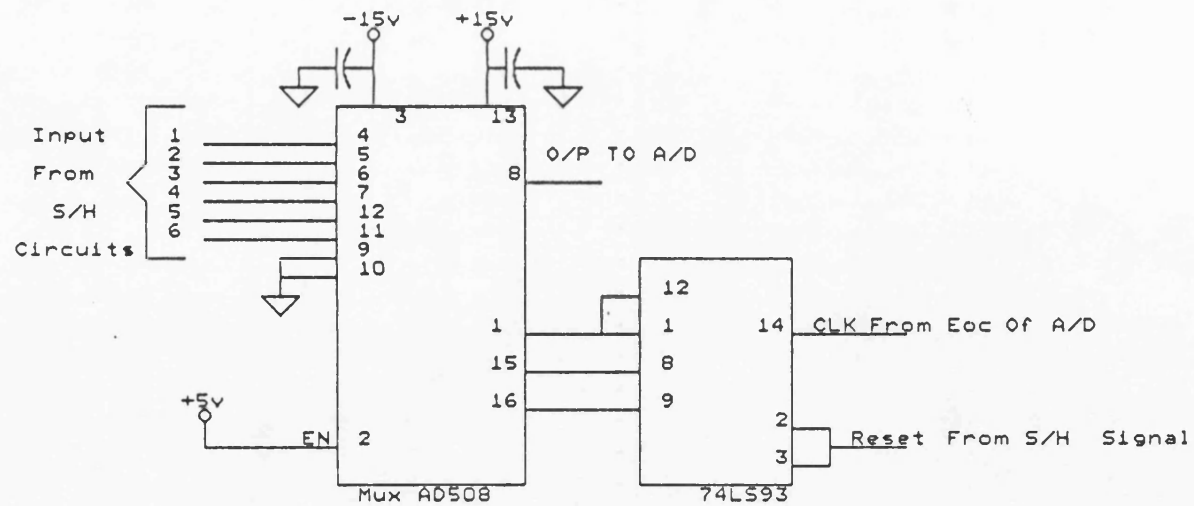 -15v +15v
3 13
Input 1 4
2 5
From 3 6
4 7
S/H 5 12
6 11
Circuits 9
10
8 O/P TO A/D
12
1 1 14 CLK From Eoc Of A/D
15 8
16 9
+5v
EN 2
2
3 Reset From S/H Signal
Mux AD508 74LS93